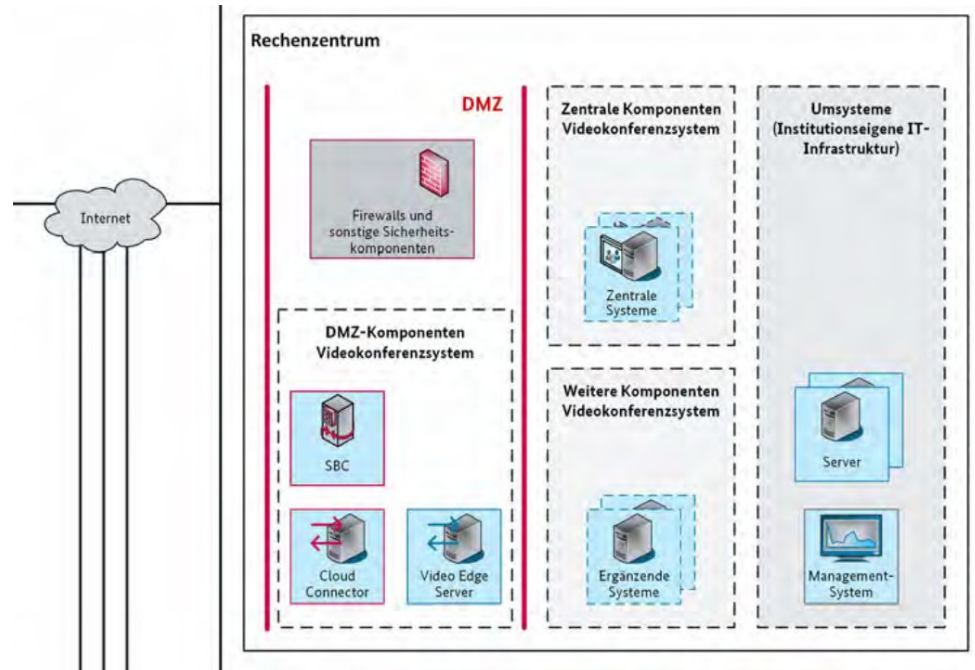 Rechenzentrum
Internet
DMZ
Firewalls und
sonstige Sicherheits-
komponenten
DMZ-Komponenten
Videokonferenzsystem
SBC
Cloud
Connector
Video Edge
Server
Zentrale Komponenten
Videokonferenzsystem
Zentrale
Systeme
Weitere Komponenten
Videokonferenzsystem
Ergänzende
Systeme
Umsysteme
(Institutionseigene IT-
Infrastruktur)
Server
Management-
System